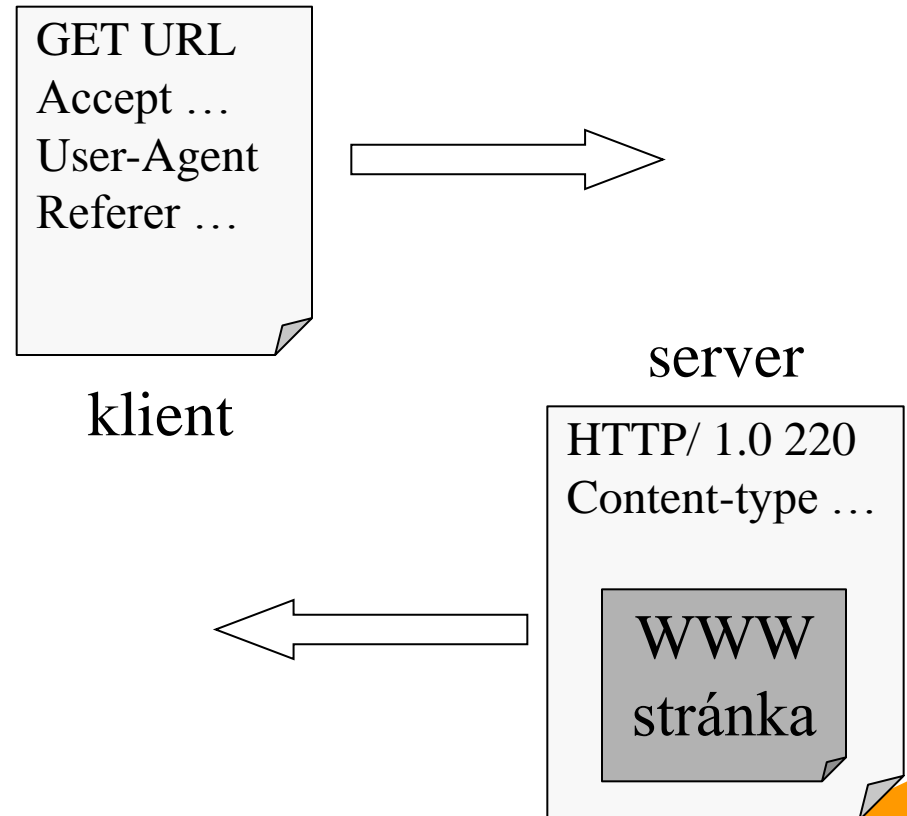 GET URL
Accept …
User-Agent
Referer …
klient
server
HTTP/ 1.0 220
Content-type …
WWW
stránka